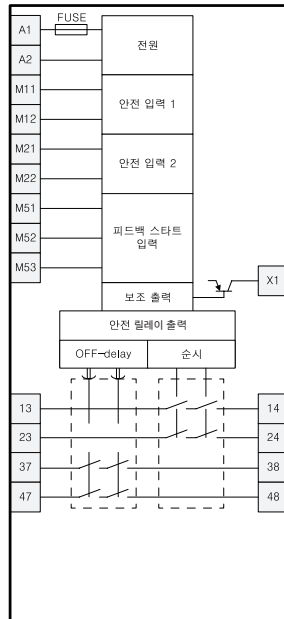 FUSE
A1
전원
A2
M11
안전 입력 1
M12
M21
안전 입력 2
M22
M51
피드백 스타트
입력
M52
M53
보조 출력
X1
안전 릴레이 출력
OFF-delay
순시
13
14
23
24
37
38
47
48